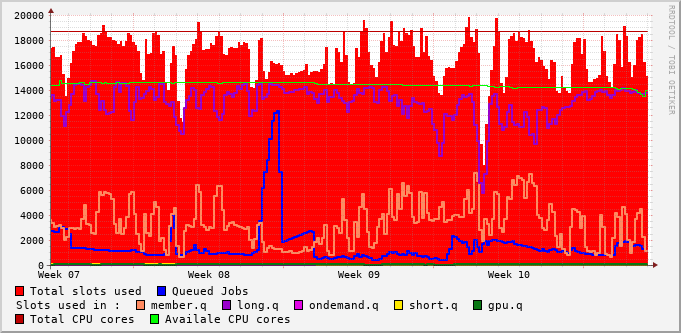 RRDTOOL / TOBI OETIKER
20000
18000
16000
14000
12000
10000
8000
6000
4000
2000
0
Week 07 Week 08 Week 09 Week 10
Total slots used Queued Jobs
Slots used in : member.q long.q ondemand.q short.q gpu.q
Total CPU cores Availale CPU cores